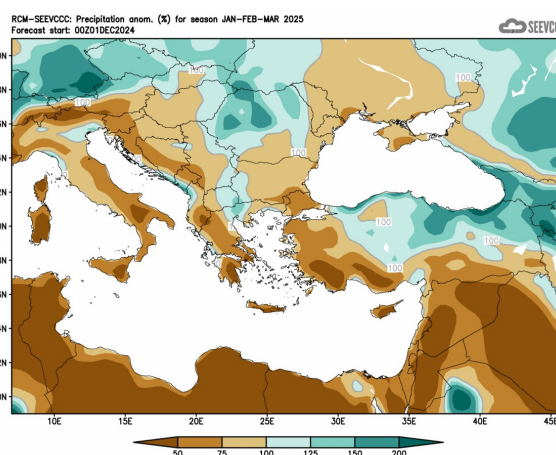 RCM-SEEVCCC: Precipitation anom. (%) for season JAN-FEB-MAR 2025
Forecast start: 00Z01DEC2024
SEEVCC
100
100
100
100
100
100
100
10E 15E 20E 25E 30E 35E 40E 45E
50 75 100 125 150 200